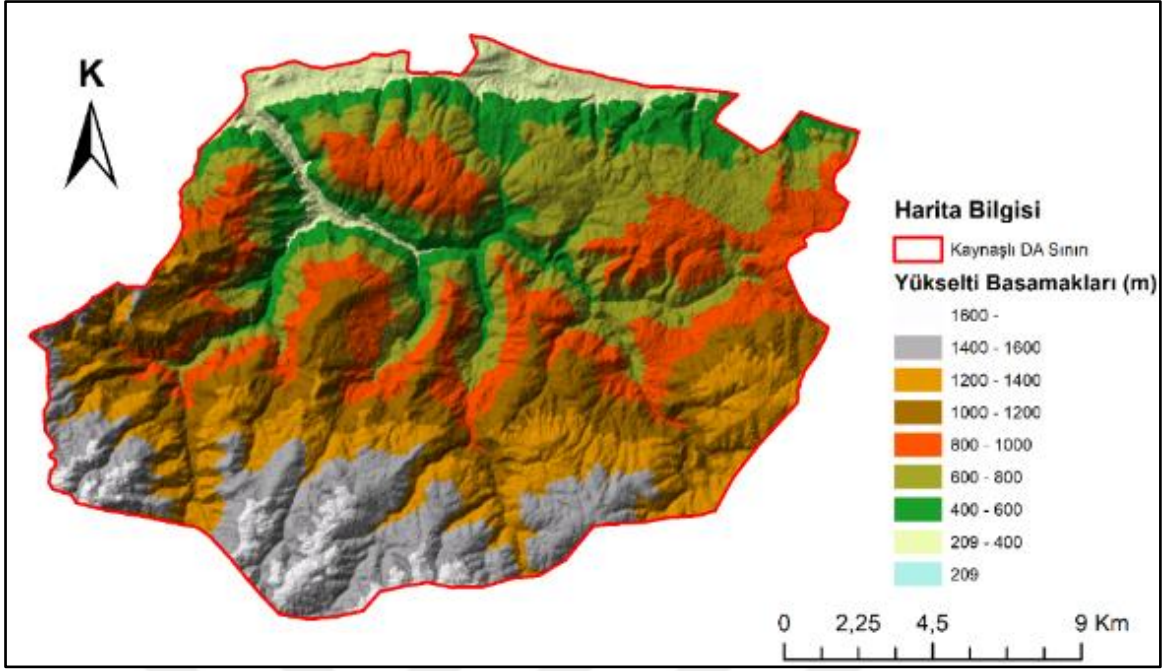 K
Harita Bilgisi
Kaynaşlı DA Sınırı
Yükselti Basamakları (m)
1600 -
1400 - 1600
1200 - 1400
1000 - 1200
800 - 1000
600 - 800
400 - 600
209 - 400
209
0 2,25 4,5 9 Km